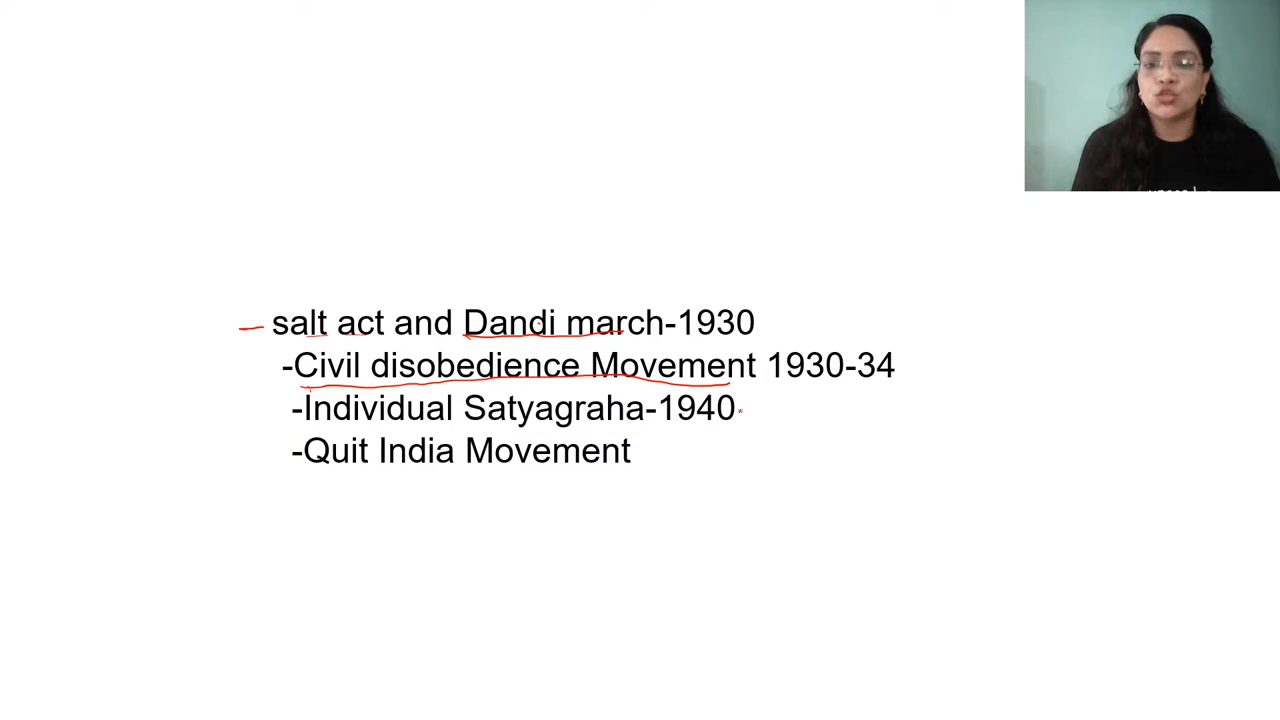 salt act and Dandi march-1930
-Civil disobedience Movement 1930-34
-Individual Satyagraha-1940
-Quit India Movement